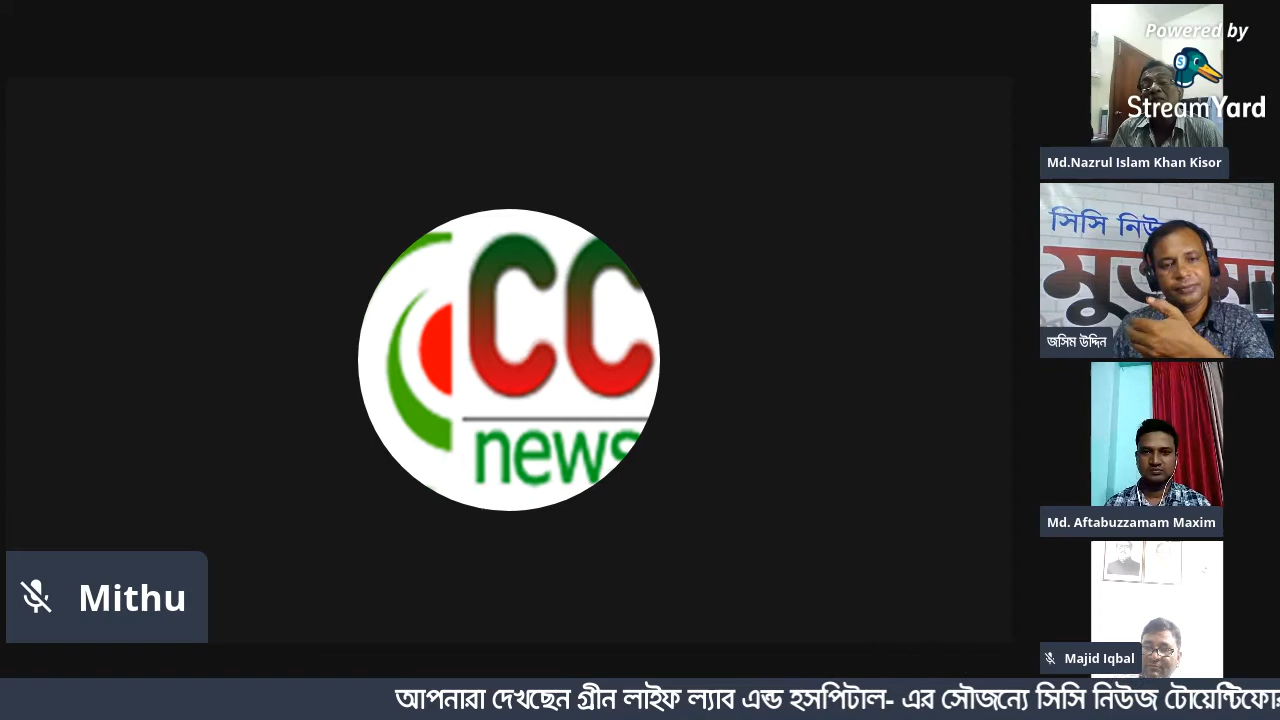 Powered by
StreamYard
Md.Nazrul Islam Khan Kisor
সিসি নিউ
মুক্ত
জসিম উদ্দিন
CC
news
Md. Aftabuzzamam Maxim
Mithu
Majid Iqbal
আপনারা দেখছেন গ্রীন লাইফ ল্যাব এন্ড হসপিটাল- এর সৌজন্যে সিসি নিউজ টোয়েন্টিফোর